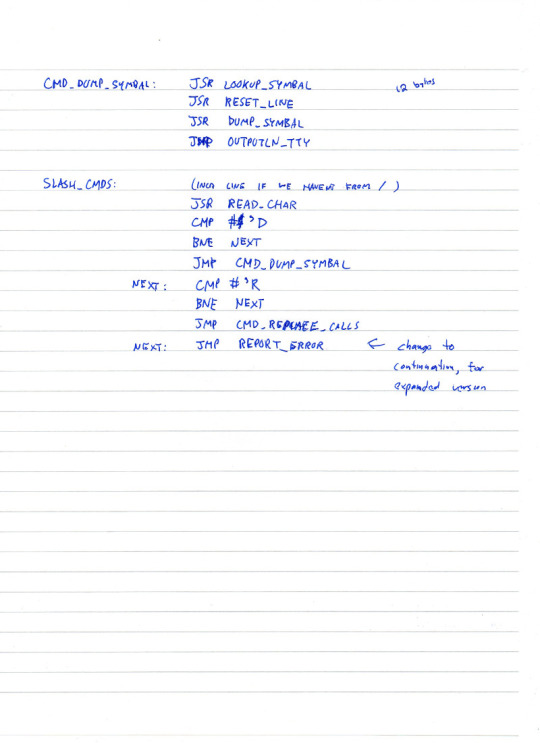 CMD_DUMP_SYMBAL: JSR LOOKUP_SYMBAL 12 bytes
JSR RESET_LINE
JSR DUMP_SYMBAL
JMP OUTPUTLN_TTY
SLASH_CMDS: (INCA LINE IF WE HAVENT FROM /)
JSR READ_CHAR
CMP #'D
BNE NEXT
JMP CMD_DUMP_SYMBAL
NEXT: CMP #'R
BNE NEXT
JMP CMD_REPLACE_CALLS
NEXT: JMP REPORT_ERROR ← change to
continuation, for
expanded version